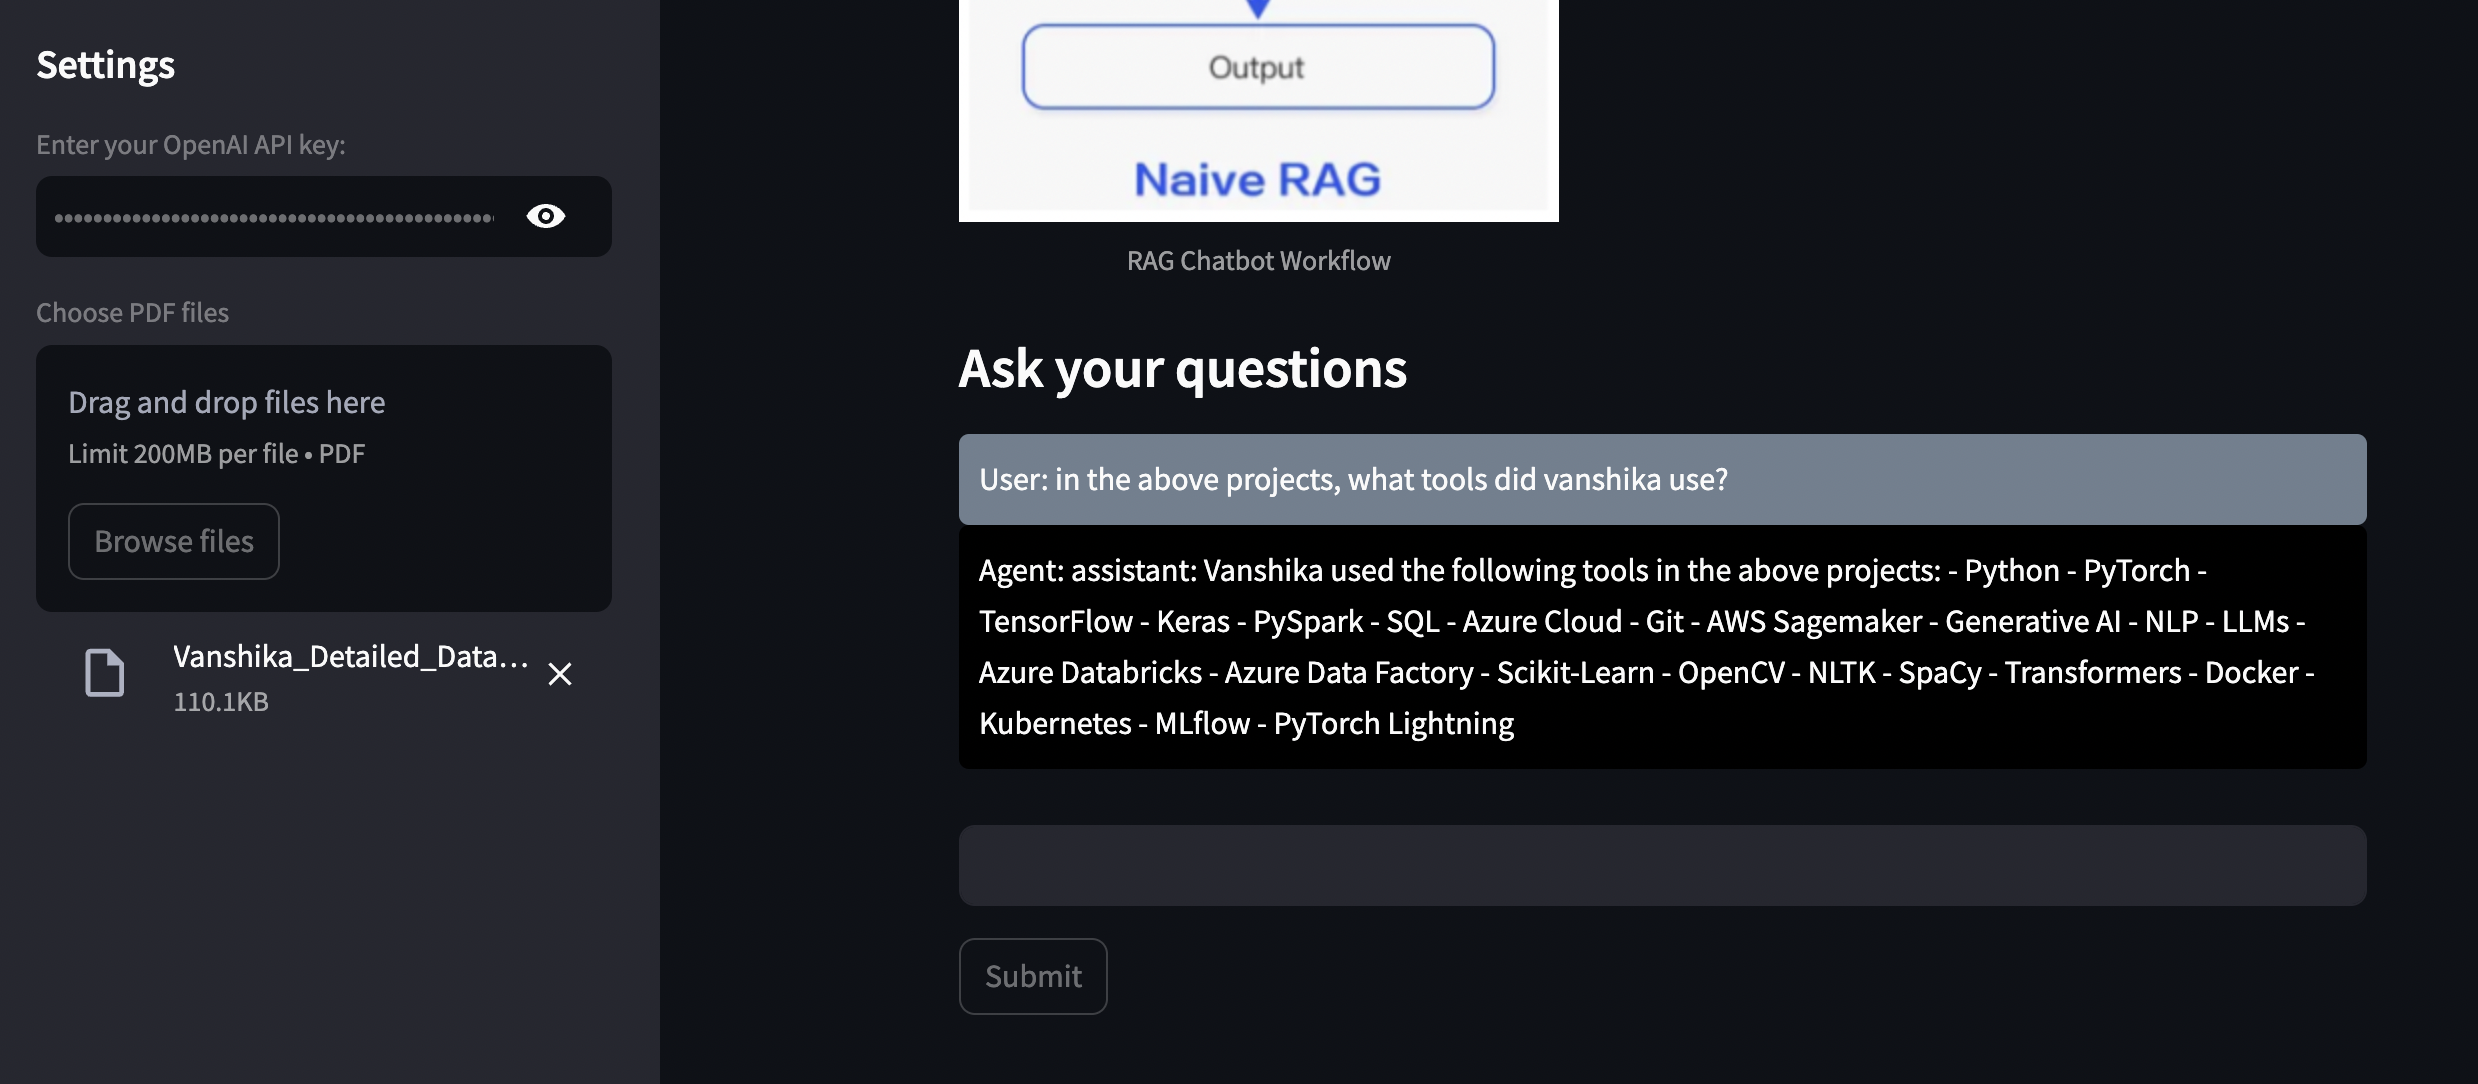 Settings
Enter your OpenAI API key:
Choose PDF files
Drag and drop files here
Limit 200MB per file • PDF
Browse files
Vanshika_Detailed_Data...
110.1KB
Output
Naive RAG
RAG Chatbot Workflow
Ask your questions
User: in the above projects, what tools did vanshika use?
Agent: assistant: Vanshika used the following tools in the above projects: - Python - PyTorch -
TensorFlow - Keras - PySpark - SQL - Azure Cloud - Git - AWS Sagemaker - Generative AI - NLP - LLMs -
Azure Databricks - Azure Data Factory - Scikit-Learn - OpenCV - NLTK - SpaCy - Transformers - Docker -
Kubernetes - MLflow - PyTorch Lightning
Submit